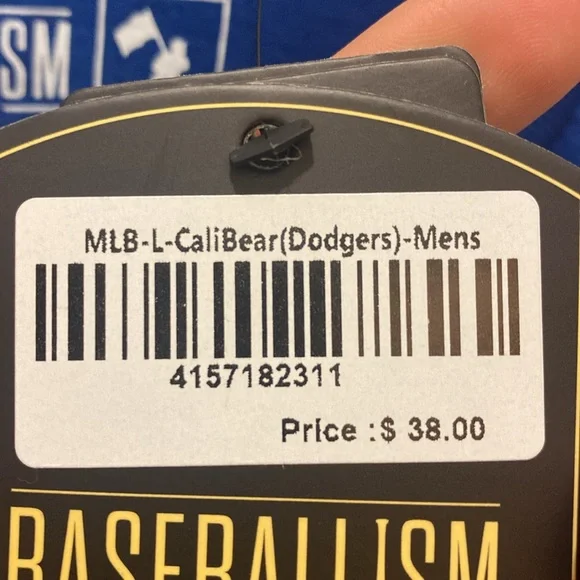 SM
MLB-L-CaliBear(Dodgers)-Mens
4157182311
Price :$ 38.00
BASEBALLISM